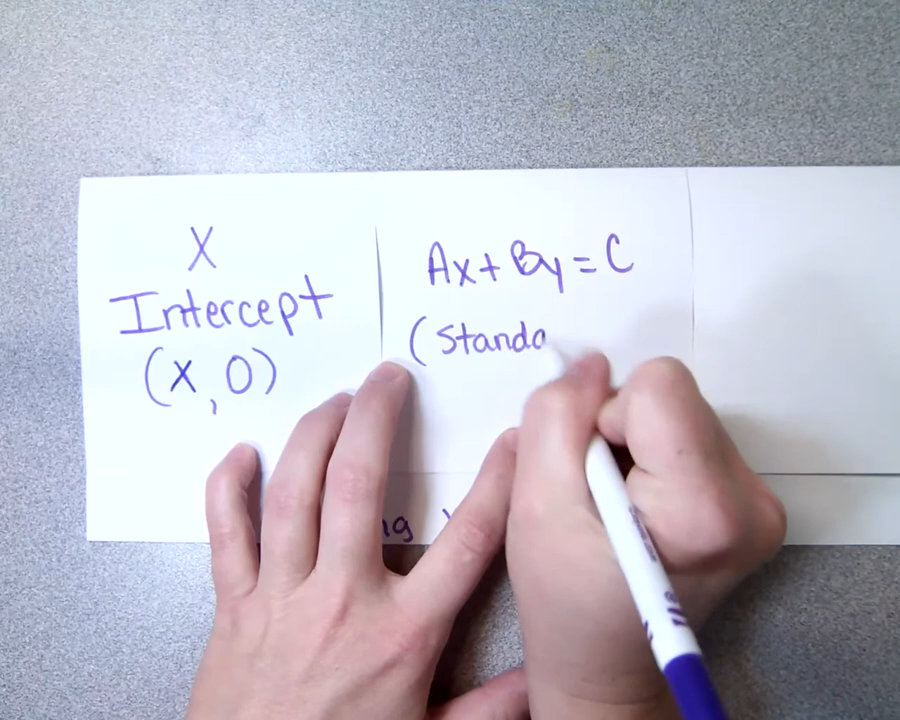 X
Intercept
(X, 0)
Ax + By = C
(Standa